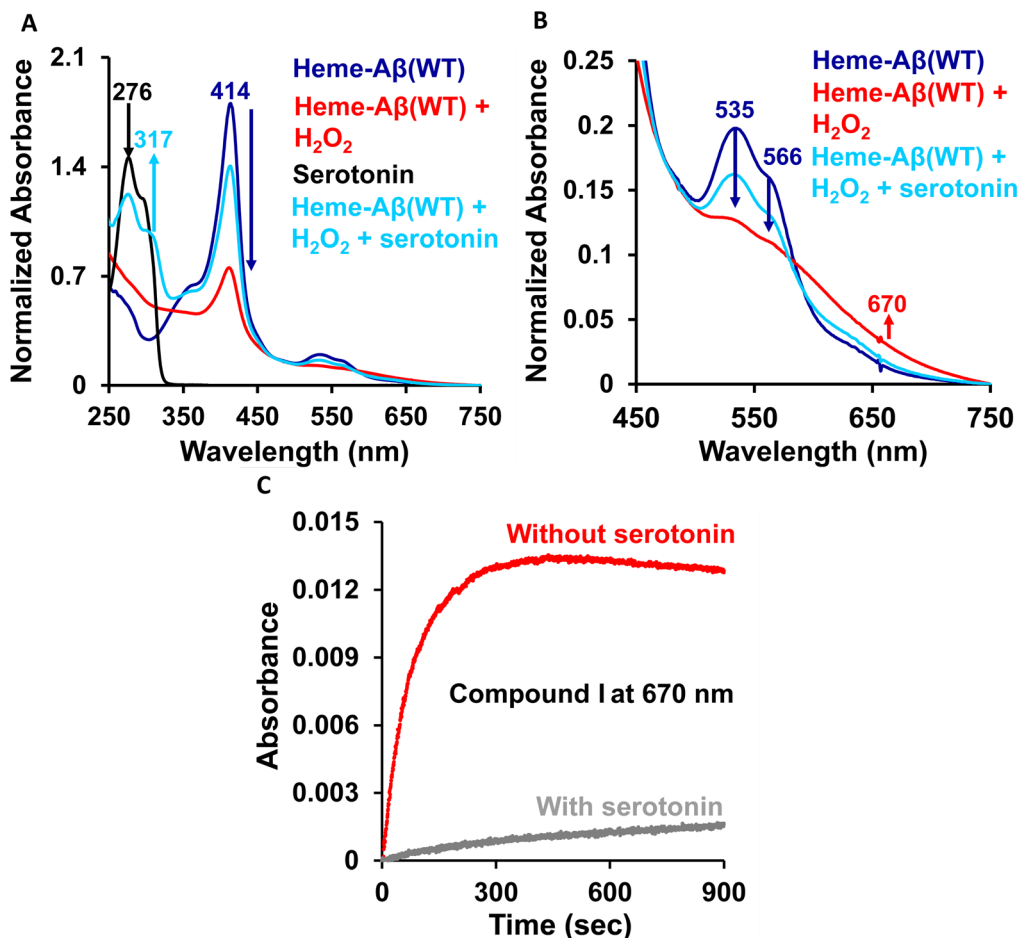 A
Normalized Absorbance
2.1
1.4
0.7
0
276
317
414
Heme-Aβ(WT)
Heme-Aβ(WT) +
H₂O₂
Serotonin
Heme-Aβ(WT) +
H₂O₂ + serotonin
250
350
450
550
650
750
Wavelength (nm)
B
Normalized Absorbance
0.25
0.2
0.15
0.1
0.05
0
535
566
670
Heme-Aβ(WT)
Heme-Aβ(WT) +
H₂O₂
Heme-Aβ(WT) +
H₂O₂ + serotonin
450
550
650
750
Wavelength (nm)
C
Absorbance
0.015
0.012
0.009
0.006
0.003
0
Without serotonin
Compound I at 670 nm
With serotonin
0
300
600
900
Time (sec)